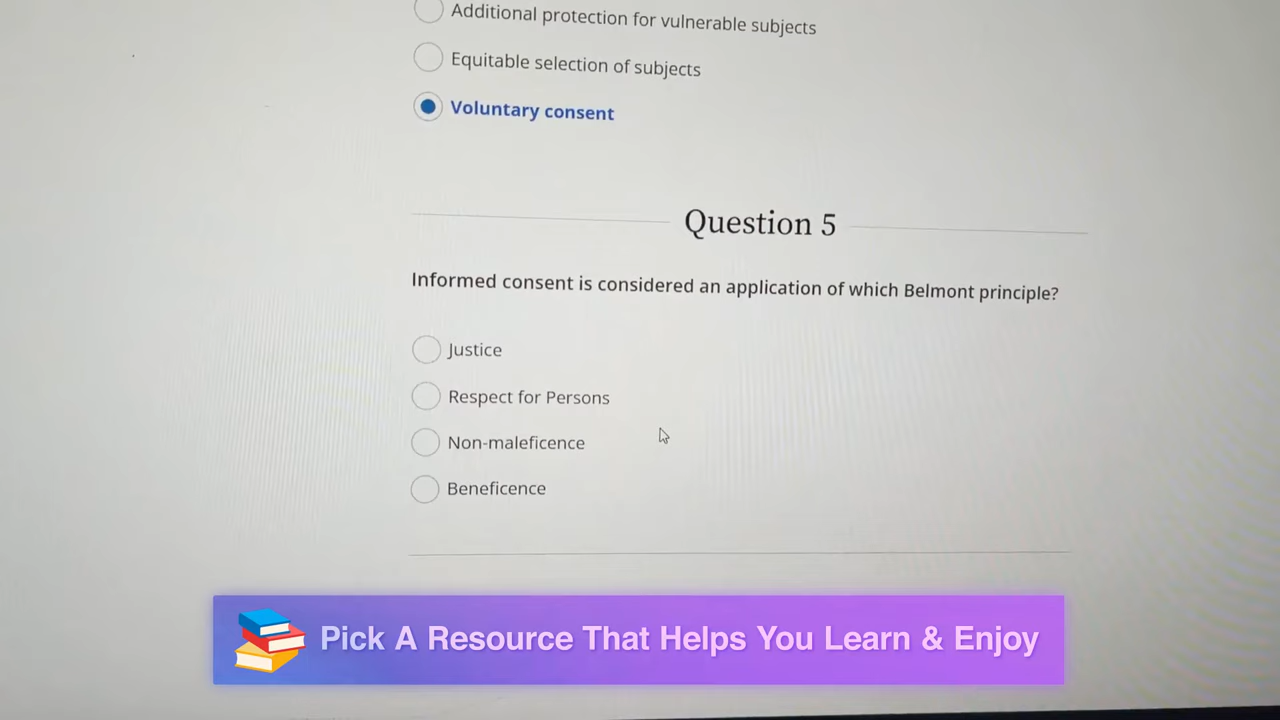 Additional protection for vulnerable subjects
Equitable selection of subjects
Voluntary consent
Question 5
Informed consent is considered an application of which Belmont principle?
Justice
Respect for Persons
Non-maleficence
Beneficence
Pick A Resource That Helps You Learn & Enjoy